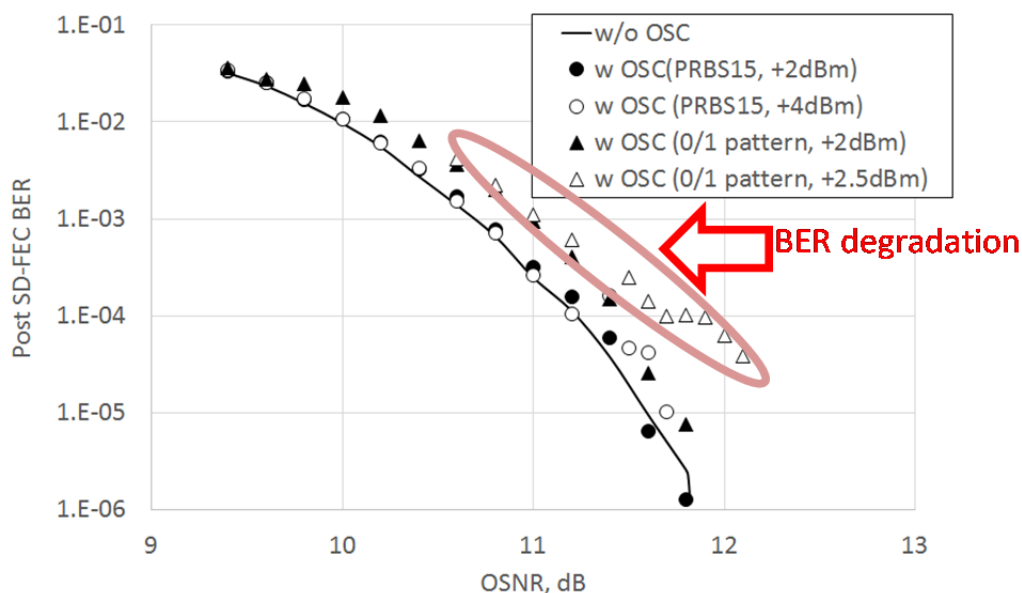 1.E-01
1.E-02
1.E-03
1.E-04
1.E-05
1.E-06
Post SD-FEC BER
9
10
11
12
13
OSNR, dB
w/o OSC
w OSC(PRBS15, +2dBm)
w OSC (PRBS15, +4dBm)
w OSC (0/1 pattern, +2dBm)
w OSC (0/1 pattern, +2.5dBm)
BER degradation